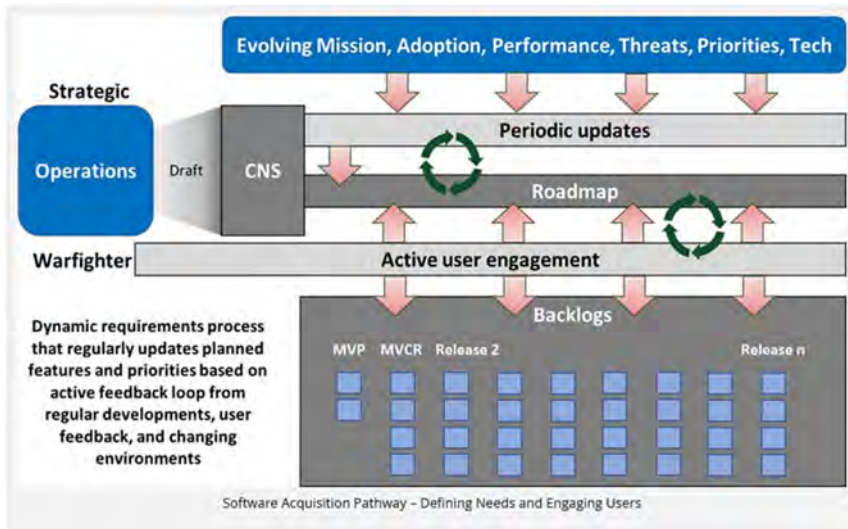 Evolving Mission, Adoption, Performance, Threats, Priorities, Tech
Strategic
Periodic updates
Operations
Draft
CNS
Roadmap
Warfighter
Active user engagement
Backlogs
Dynamic requirements process
that regularly updates planned
features and priorities based on
active feedback loop from
regular developments, user
feedback, and changing
environments
MVP MVCR Release 2 Release n
Software Acquisition Pathway – Defining Needs and Engaging Users